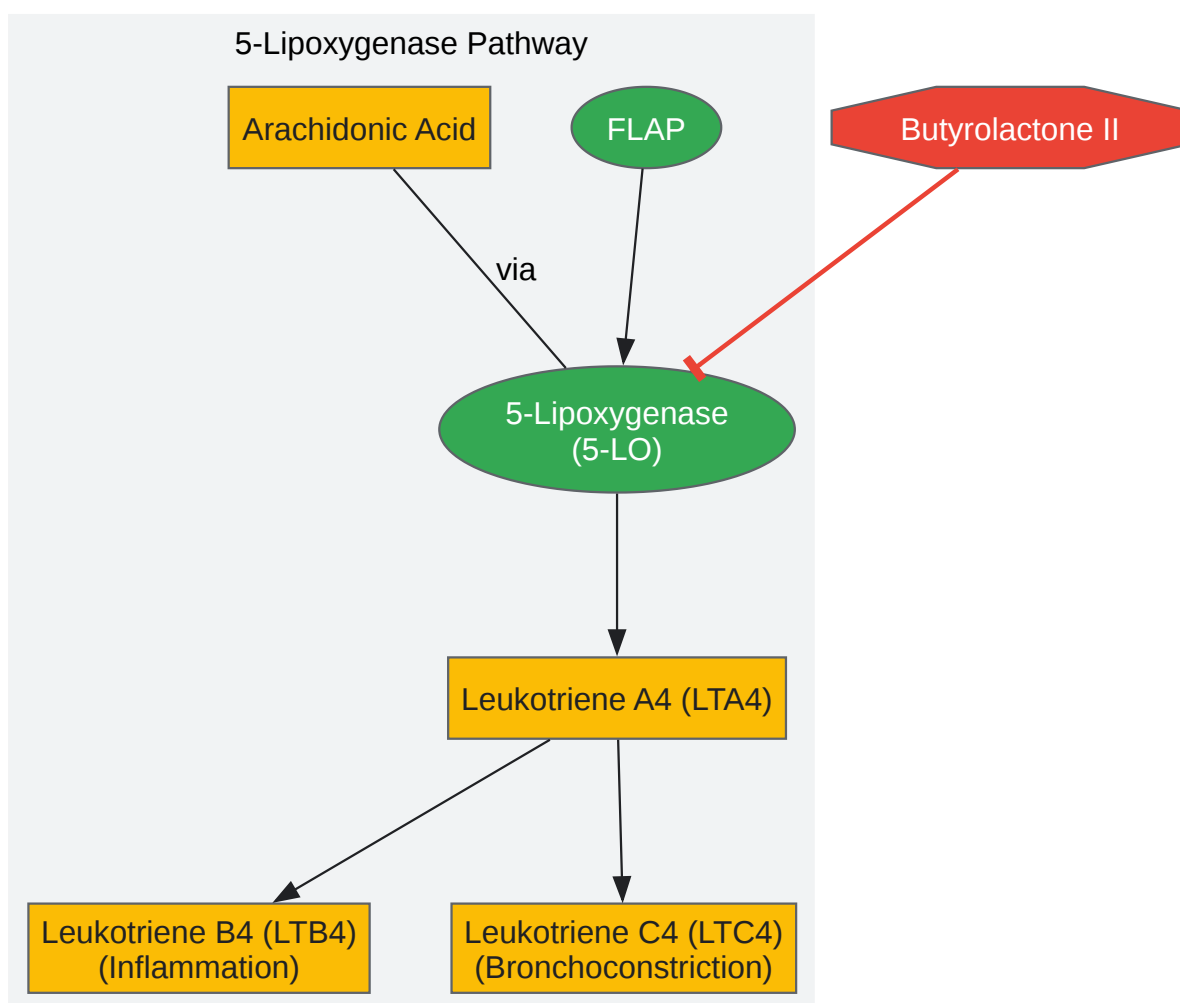 5-Lipoxygenase Pathway
Arachidonic Acid
FLAP
Butyrolactone II
via
5-Lipoxygenase
(5-LO)
Leukotriene A4 (LTA4)
Leukotriene B4 (LTB4)
(Inflammation)
Leukotriene C4 (LTC4)
(Bronchoconstriction)